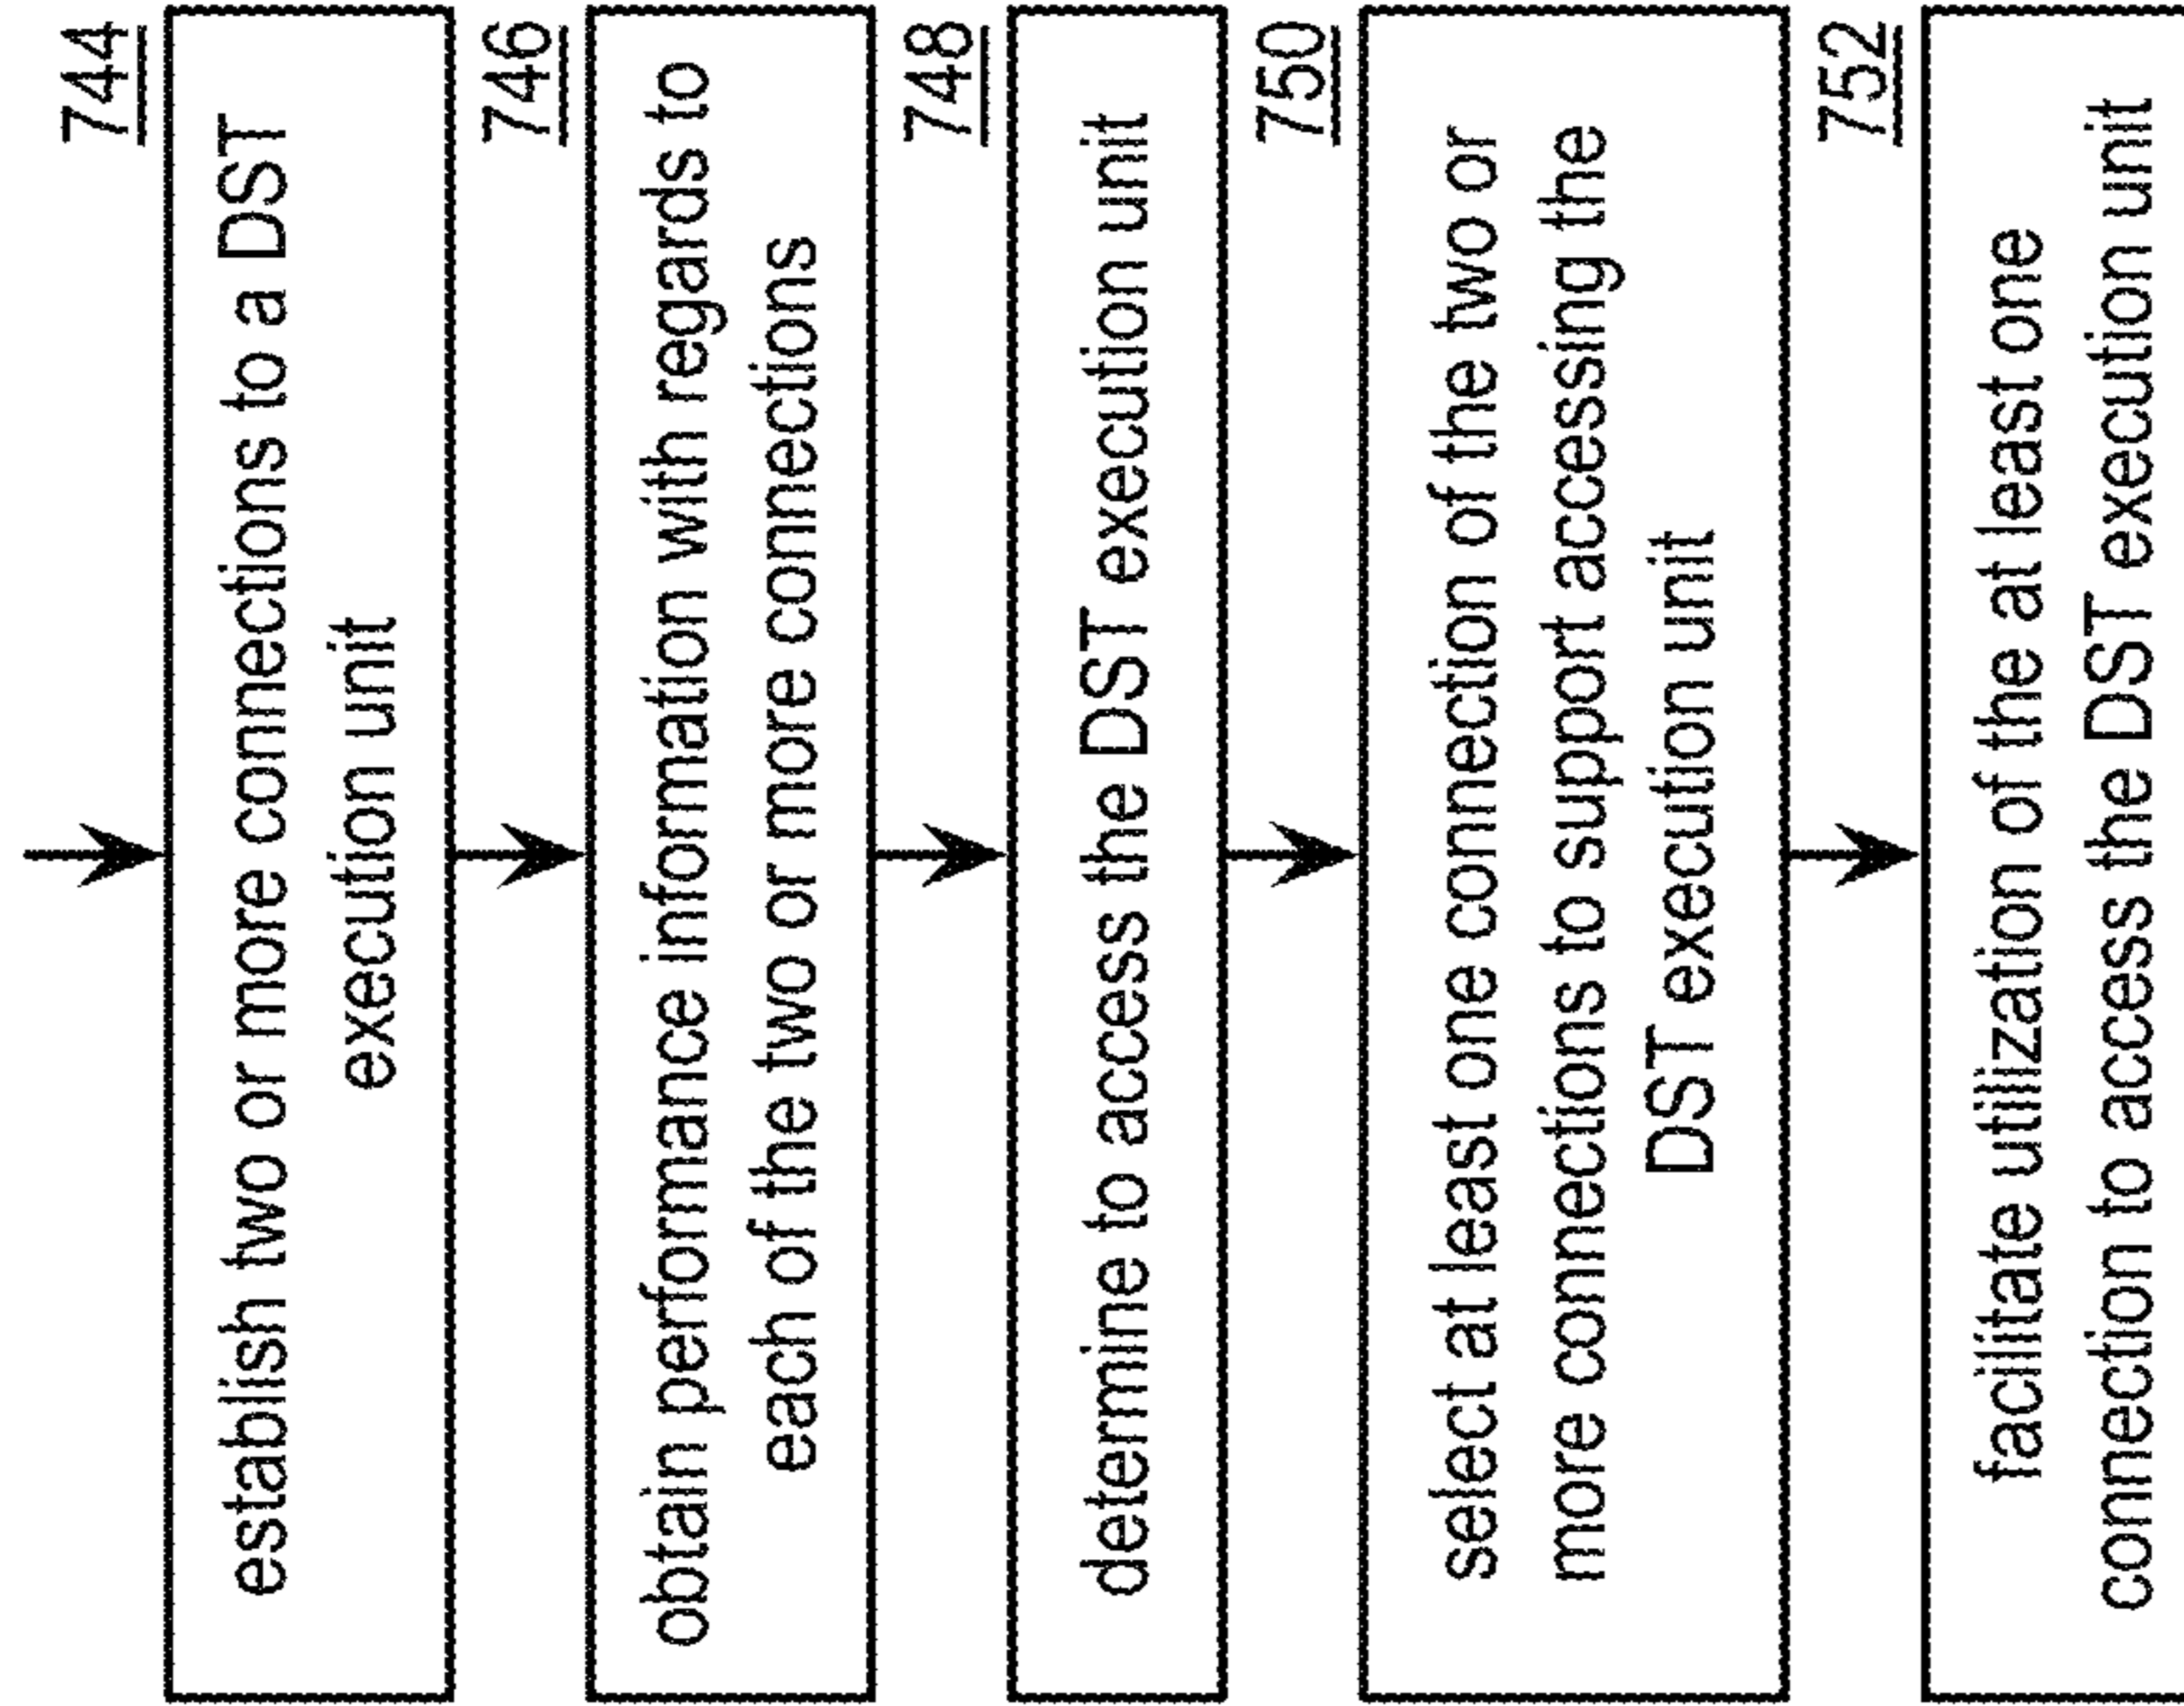 744
establish two or more connections to a DST
execution unit
746
obtain performance information with regards to
each of the two or more connections
748
determine to access the DST execution unit
750
select at least one connection of the two or
more connections to support accessing the
DST execution unit
752
facilitate utilization of the at least one
connection to access the DST execution unit